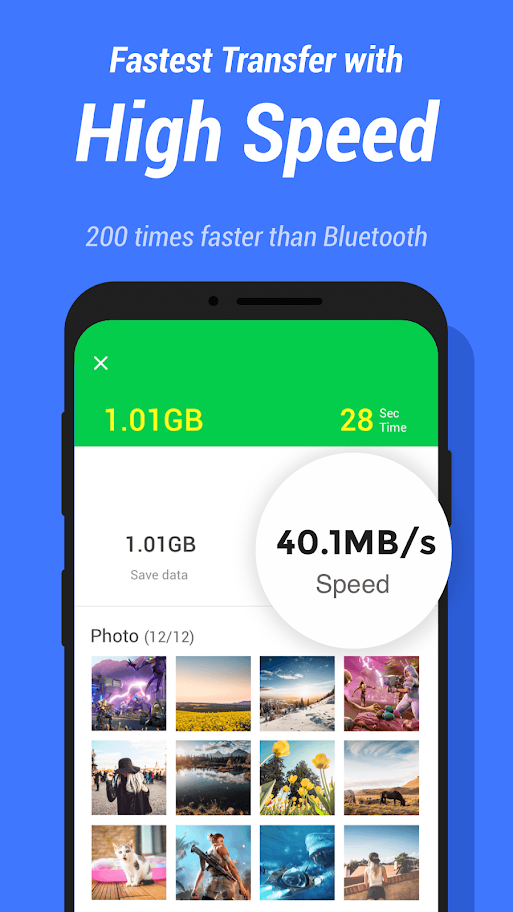 Fastest Transfer with
High Speed
200 times faster than Bluetooth
1.01GB
28 Sec Time
1.01GB
Save data
40.1MB/s
Speed
Photo (12/12)